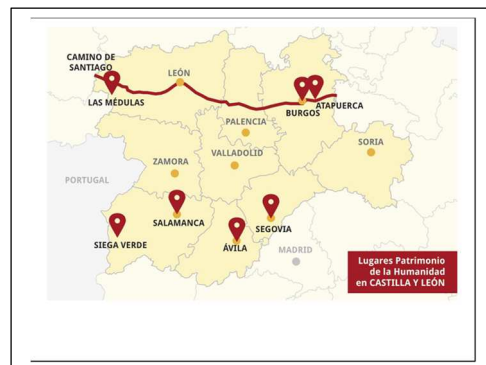 CAMINO DE
SANTIAGO
LEÓN
LAS MÉDULAS
ATAPUERCA
BURGOS
PALENCIA
SORIA
VALLADOLID
ZAMORA
PORTUGAL
SALAMANCA
SEGOVIA
SIEGA VERDE
ÁVILA
MADRID
Lugares Patrimonio
de la Humanidad
en CASTILLA Y LEÓN